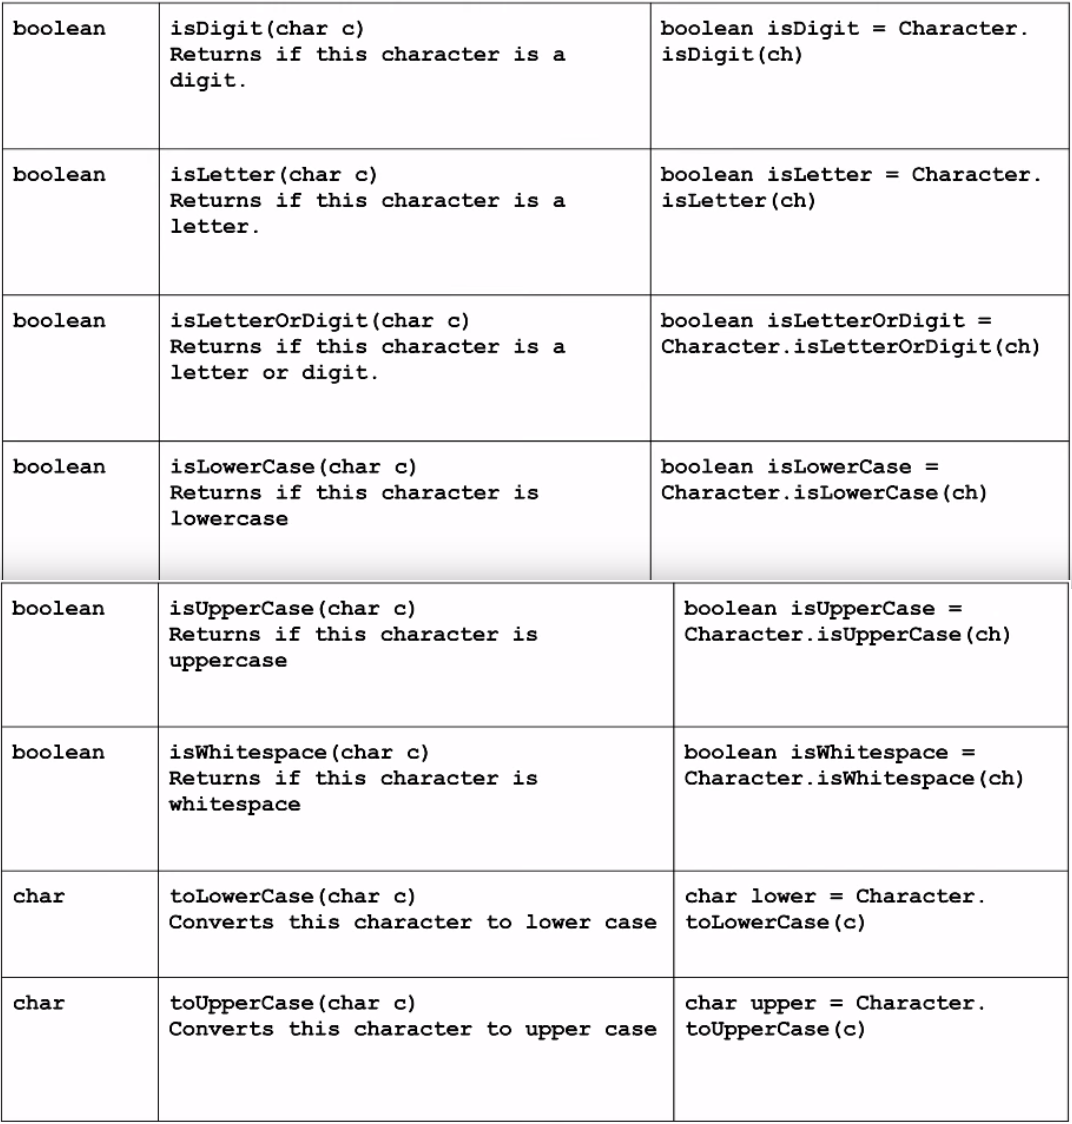 boolean
isDigit(char c)
Returns if this character is a
digit.
boolean isDigit = Character.
isDigit(ch)
boolean
isLetter(char c)
Returns if this character is a
letter.
boolean isLetter = Character.
isLetter(ch)
boolean
isLetterOrDigit(char c)
Returns if this character is a
letter or digit.
boolean isLetterOrDigit =
Character.isLetterOrDigit(ch)
boolean
isLowerCase(char c)
Returns if this character is
lowercase
boolean isLowerCase =
Character.isLowerCase(ch)
boolean
isUpperCase(char c)
Returns if this character is
uppercase
boolean isUpperCase =
Character.isUpperCase(ch)
boolean
isWhitespace(char c)
Returns if this character is
whitespace
boolean isWhitespace =
Character.isWhitespace(ch)
char
toLowerCase(char c)
Converts this character to lower case
char lower = Character.
toLowerCase(c)
char
toUpperCase(char c)
Converts this character to upper case
char upper = Character.
toUpperCase(c)